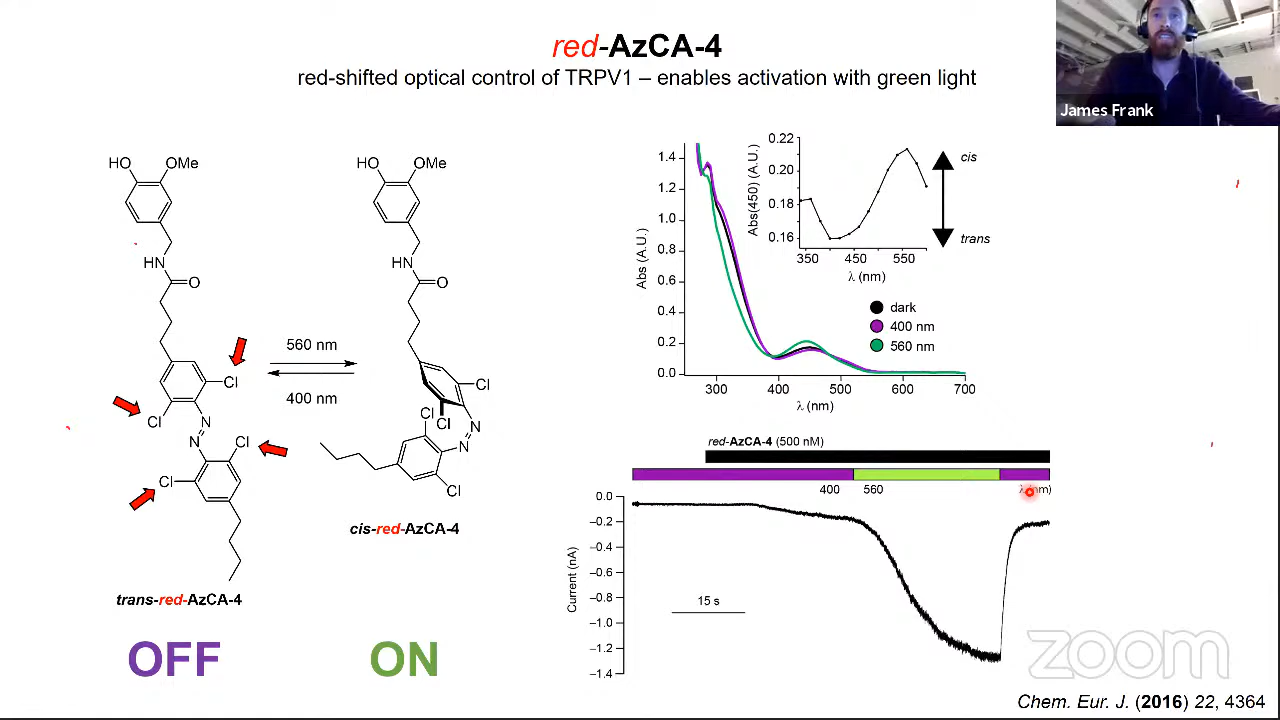 red-AzCA-4
red-shifted optical control of TRPV1 – enables activation with green light
James Frank
HO OMe
HN
O
Cl
Cl
N
N
Cl
Cl
trans-red-AzCA-4
OFF
560 nm
400 nm
HO OMe
HN
O
Cl
Cl
Cl
N
N
Cl
cis-red-AzCA-4
ON
Abs (A.U.)
1.4
1.2
1.0
0.8
0.6
0.4
0.2
0.0
300 400 500 600 700
λ (nm)
Abs(450) (A.U.)
0.22
0.20
0.18
0.16
350 450 550
λ (nm)
cis
trans
dark
400 nm
560 nm
red-AzCA-4 (500 nM)
400 560 λ (nm)
Current (nA)
0.0
−0.2
−0.4
−0.6
−0.8
−1.0
−1.2
−1.4
15 s
zoom
Chem. Eur. J. (2016) 22, 4364